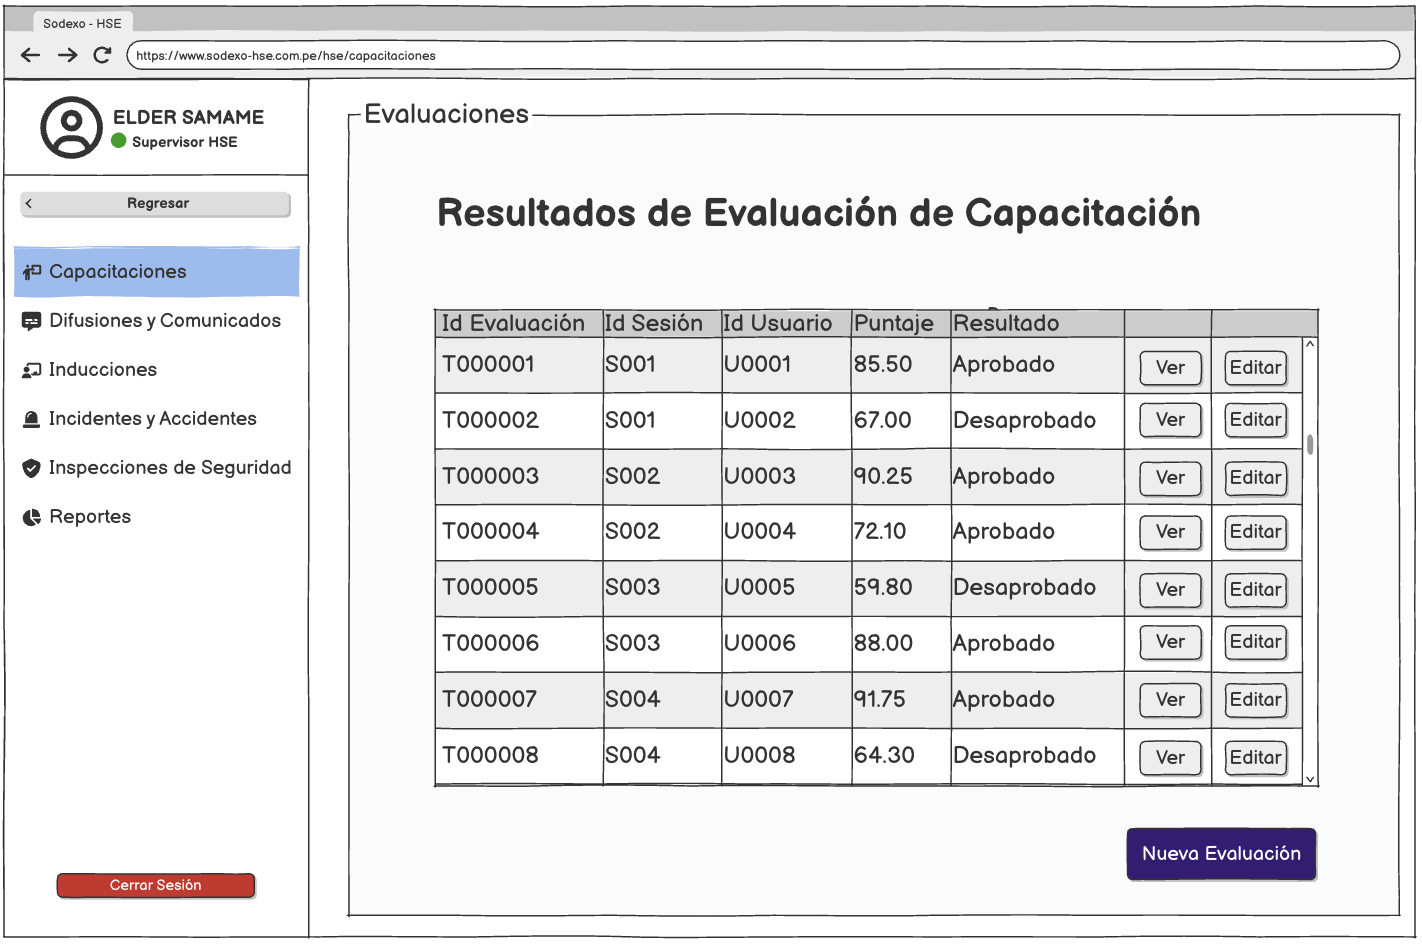 Sodexo - HSE
https://www.sodexo-hse.com.pe/hse/capacitaciones
ELDER SAMAME
Supervisor HSE
Regresar
Capacitaciones
Difusiones y Comunicados
Inducciones
Incidentes y Accidentes
Inspecciones de Seguridad
Reportes
Cerrar Sesión
Evaluaciones
Resultados de Evaluación de Capacitación
Id Evaluación Id Sesión Id Usuario Puntaje Resultado
T000001 S001 U0001 85.50 Aprobado Ver Editar
T000002 S001 U0002 67.00 Desaprobado Ver Editar
T000003 S002 U0003 90.25 Aprobado Ver Editar
T000004 S002 U0004 72.10 Aprobado Ver Editar
T000005 S003 U0005 59.80 Desaprobado Ver Editar
T000006 S003 U0006 88.00 Aprobado Ver Editar
T000007 S004 U0007 91.75 Aprobado Ver Editar
T000008 S004 U0008 64.30 Desaprobado Ver Editar
Nueva Evaluación